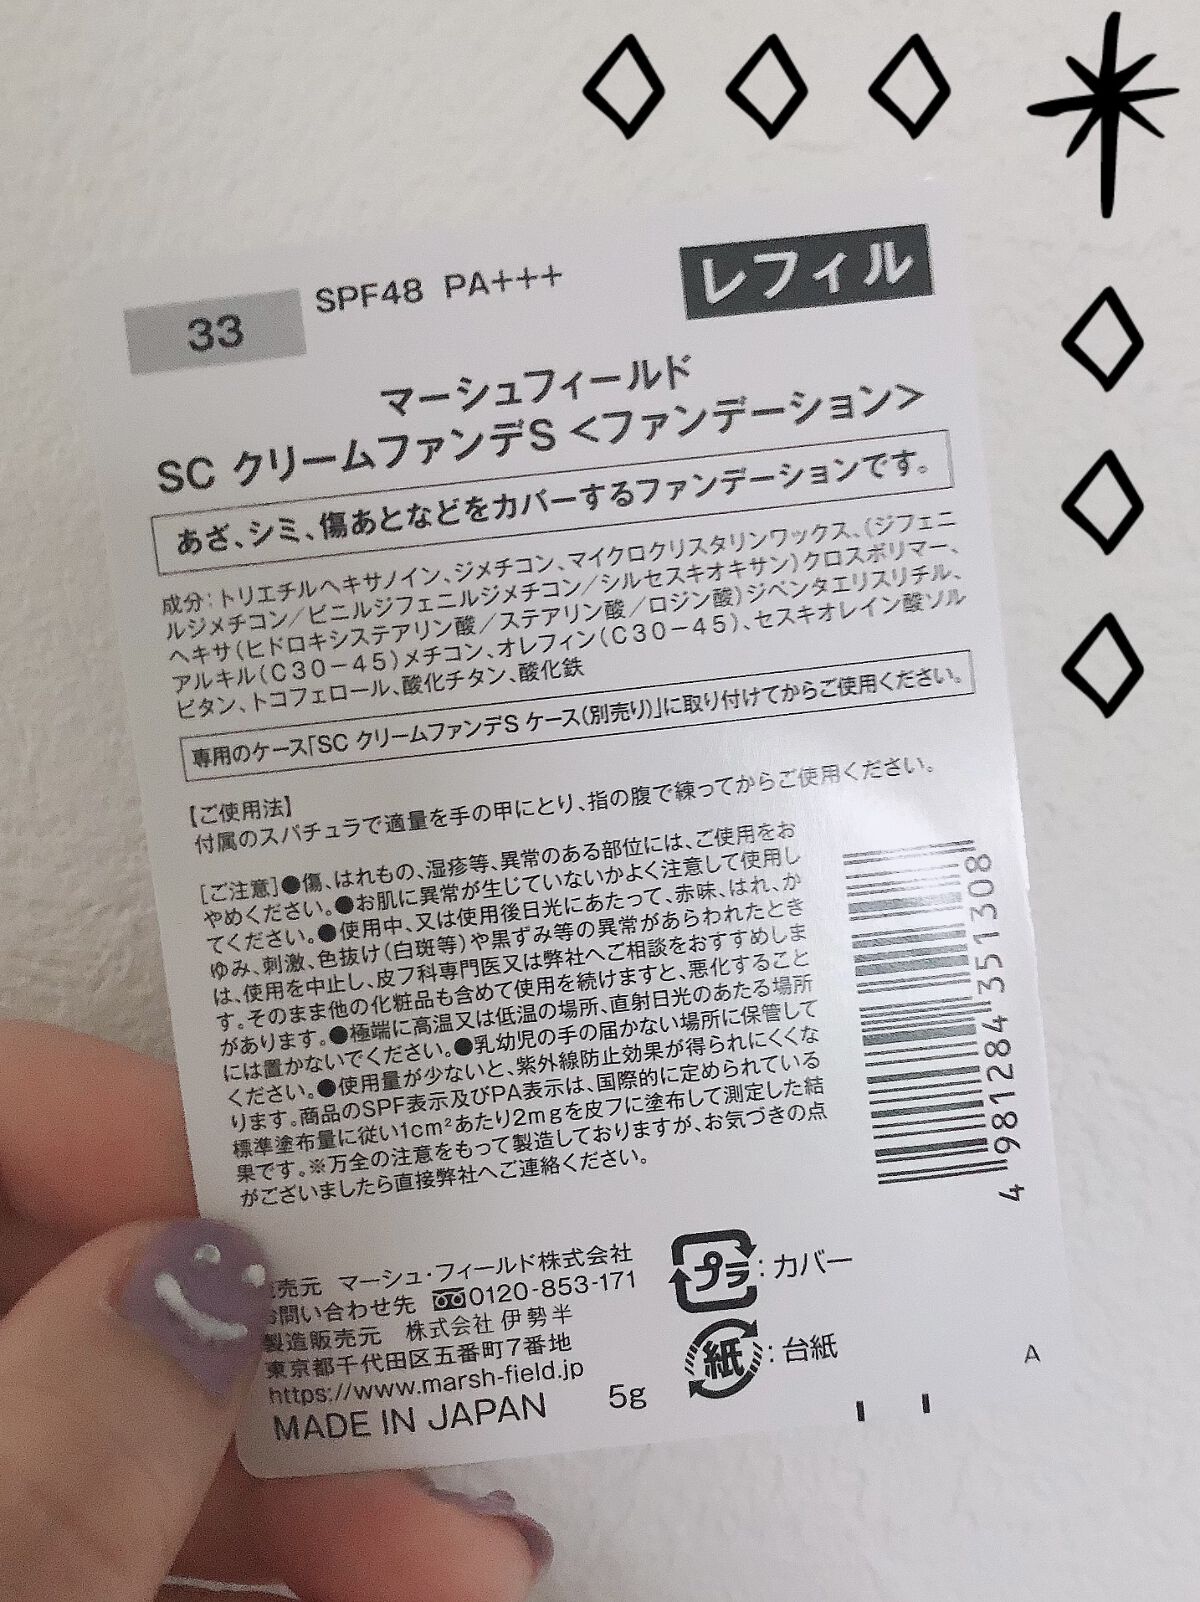 33
SPF48 PA+++
レフィル
マーシュフィールド
SC クリームファンデS <ファンデーション>
あざ、シミ、傷あとなどをカバーするファンデーションです。
成分:トリエチルヘキサノイン、ジメチコン、マイクロクリスタリンワックス、(ジフェニ
ルジメチコン/ビニルジフェニルジメチコン/シルセスキオキサン)クロスポリマー、
ヘキサ(ヒドロキシステアリン酸/ステアリン酸/ロジン酸)ジペンタエリスリチル、
アルキル(C30-45)メチコン、オレフィン(C30-45)、セスキオレイン酸ソル
ビタン、トコフェロール、酸化チタン、酸化鉄
専用のケース「SC クリームファンデS ケース(別売り)」に取り付けてからご使用ください。
【ご使用法】
付属のスパチュラで適量を手の甲にとり、指の腹で練ってからご使用ください。
[ご注意]●傷、はれもの、湿疹等、異常のある部位には、ご使用をお
やめください。●お肌に異常が生じていないかよく注意して使用し
てください。●使用中、又は使用後日光にあたって、赤味、はれ、か
ゆみ、刺激、色抜け(白斑等)や黒ずみ等の異常があらわれたとき
は、使用を中止し、皮フ科専門医又は弊社へご相談をおすすめしま
す。そのまま他の化粧品も含めて使用を続けますと、悪化すること
があります。●極端に高温又は低温の場所、直射日光のあたる場所
には置かないでください。●乳幼児の手の届かない場所に保管して
ください。●使用量が少ないと、紫外線防止効果が得られにくくな
ります。商品のSPF表示及びPA表示は、国際的に定められている
標準塗布量に従い1cm²あたり2mgを皮フに塗布して測定した結
果です。※万全の注意をもって製造しておりますが、お気づきの点
がございましたら直接弊社へご連絡ください。
4981284351308
売元 マーシュ・フィールド株式会社
問い合わせ先 0120-853-171
製造販売元 株式会社 伊勢半
東京都千代田区五番町7番地
https://www.marsh-field.jp
MADE IN JAPAN 5g
プラ:カバー
紙:台紙
A